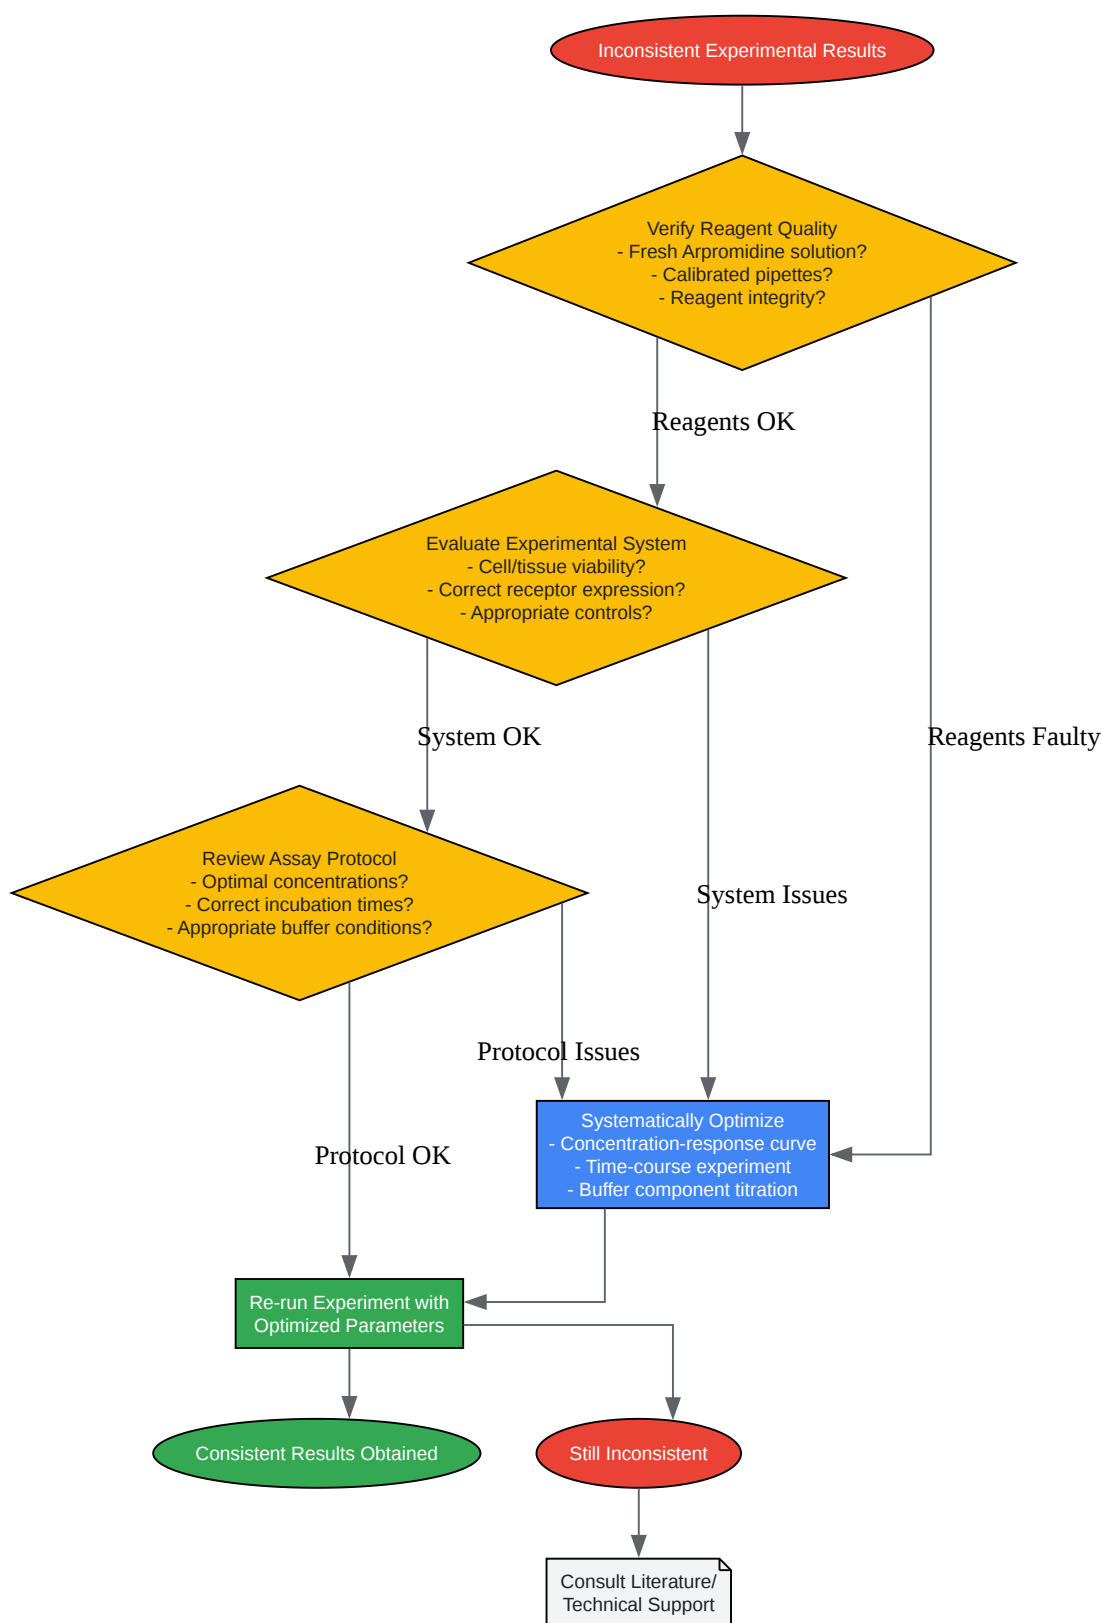 Inconsistent Experimental Results
Verify Reagent Quality
- Fresh Arpromidine solution?
- Calibrated pipettes?
- Reagent integrity?
Reagents OK
Evaluate Experimental System
- Cell/tissue viability?
- Correct receptor expression?
- Appropriate controls?
System OK
Reagents Faulty
Review Assay Protocol
- Optimal concentrations?
- Correct incubation times?
- Appropriate buffer conditions?
System Issues
Protocol Issues
Systematically Optimize
- Concentration-response curve
- Time-course experiment
- Buffer component titration
Protocol OK
Re-run Experiment with
Optimized Parameters
Consistent Results Obtained
Still Inconsistent
Consult Literature/
Technical Support